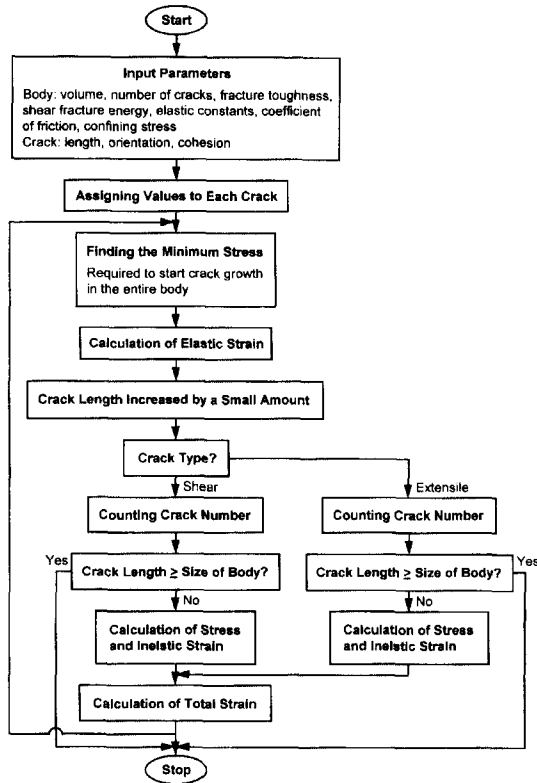 Start
Input Parameters
Body: volume, number of cracks, fracture toughness,
shear fracture energy, elastic constants, coefficient
of friction, confining stress
Crack: length, orientation, cohesion
Assigning Values to Each Crack
Finding the Minimum Stress
Required to start crack growth
in the entire body
Calculation of Elastic Strain
Crack Length Increased by a Small Amount
Crack Type?
Shear
Extensile
Counting Crack Number
Counting Crack Number
Yes
Crack Length ≥ Size of Body?
Crack Length ≥ Size of Body?
Yes
No
No
Calculation of Stress
and Inelstic Strain
Calculation of Stress
and Inelstic Strain
Calculation of Total Strain
Stop